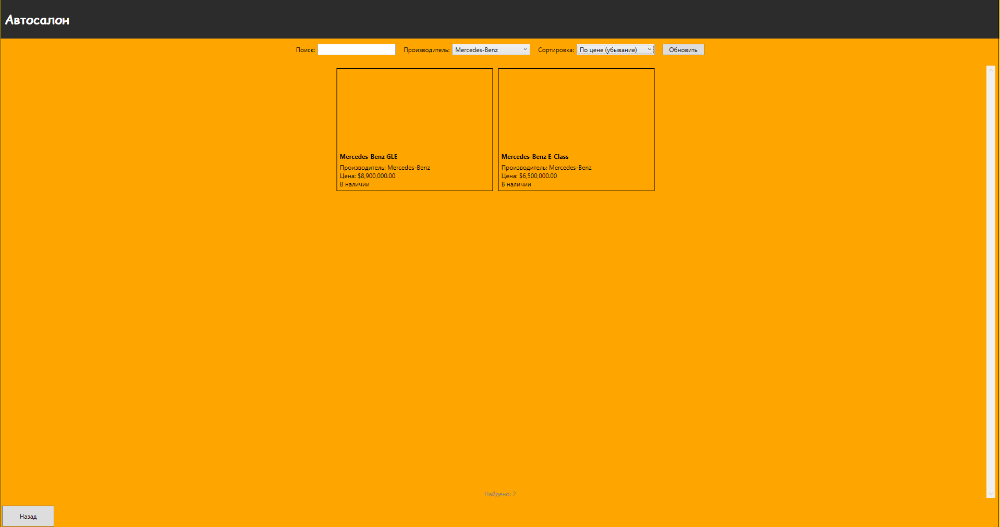 Автосалон
Поиск: Производитель: Mercedes-Benz Сортировка: По цене (убывание) Обновить
Mercedes-Benz GLE
Производитель: Mercedes-Benz
Цена: $8,900,000.00
В наличии
Mercedes-Benz E-Class
Производитель: Mercedes-Benz
Цена: $6,500,000.00
В наличии
Найдено: 2
Назад